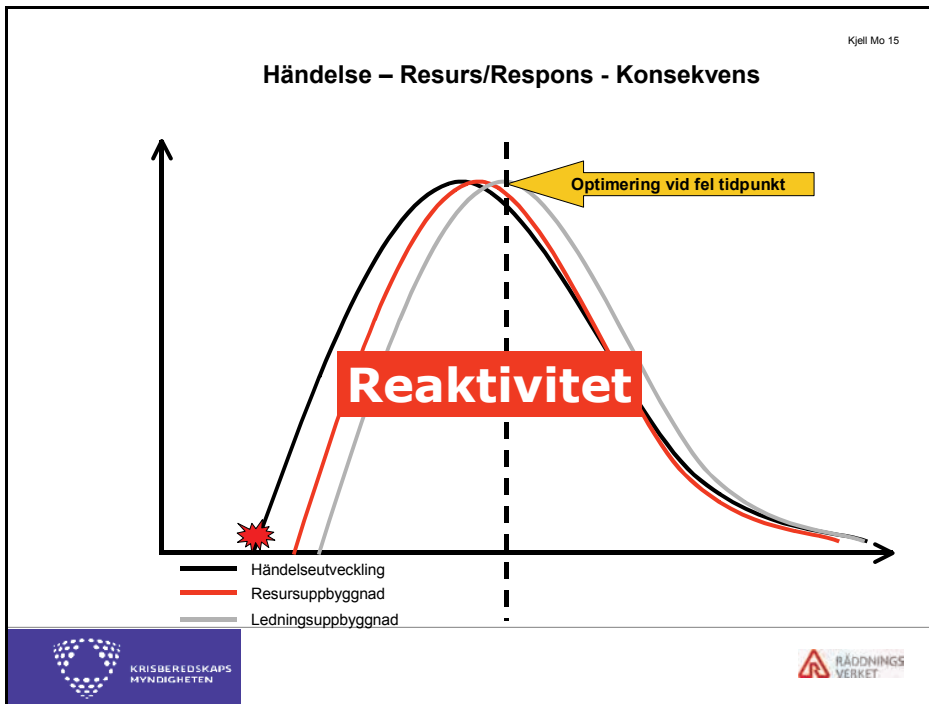 Kjell Mo 15
Händelse – Resurs/Respons - Konsekvens
Optimering vid fel tidpunkt
Reaktivitet
Händelseutveckling
Resursuppbyggnad
Ledningsuppbyggnad
KRISBEREDSKAPS
MYNDIGHETEN
RÄDDNINGS
VERKET